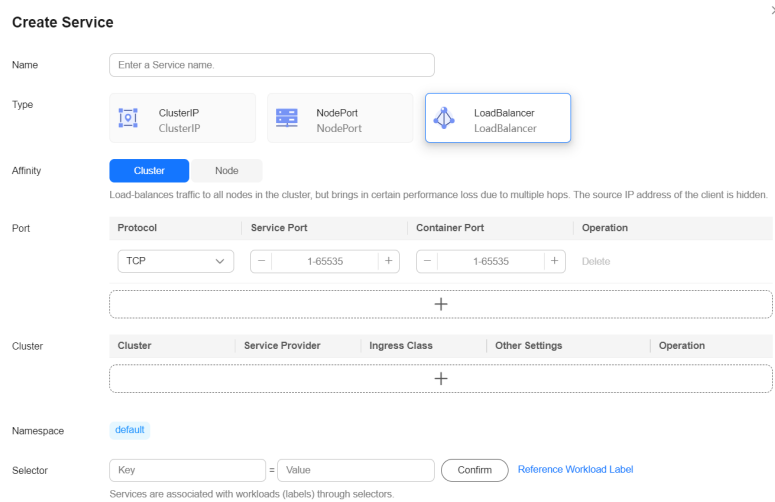 Create Service
Name
Enter a Service name.
Type
ClusterIP
ClusterIP
NodePort
NodePort
LoadBalancer
LoadBalancer
Affinity
Cluster Node
Load-balances traffic to all nodes in the cluster, but brings in certain performance loss due to multiple hops. The source IP address of the client is hidden.
Port
Protocol Service Port Container Port Operation
TCP − 1-65535 + − 1-65535 + Delete
+
Cluster
Cluster Service Provider Ingress Class Other Settings Operation
+
Namespace default
Selector Key = Value Confirm Reference Workload Label
Services are associated with workloads (labels) through selectors.